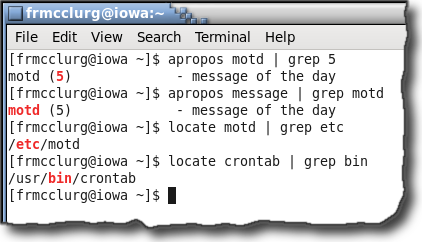 frmcclurg@iowa:~
File Edit View Search Terminal Help
[frmcclurg@iowa ~]$ apropos motd | grep 5
motd (5)             - message of the day
[frmcclurg@iowa ~]$ apropos message | grep motd
motd (5)             - message of the day
[frmcclurg@iowa ~]$ locate motd | grep etc
/etc/motd
[frmcclurg@iowa ~]$ locate crontab | grep bin
/usr/bin/crontab
[frmcclurg@iowa ~]$